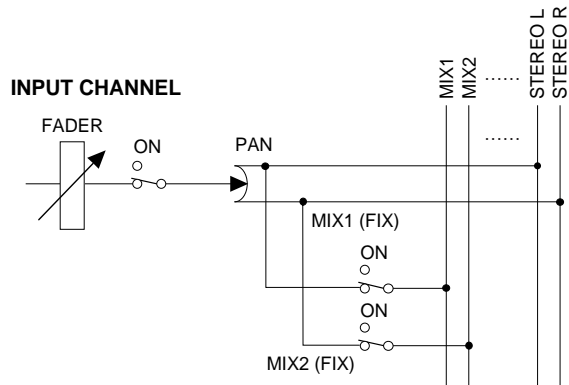 INPUT CHANNEL
FADER
ON
PAN
MIX1
MIX2
......
STEREO L
STEREO R
......
MIX1 (FIX)
ON
ON
MIX2 (FIX)